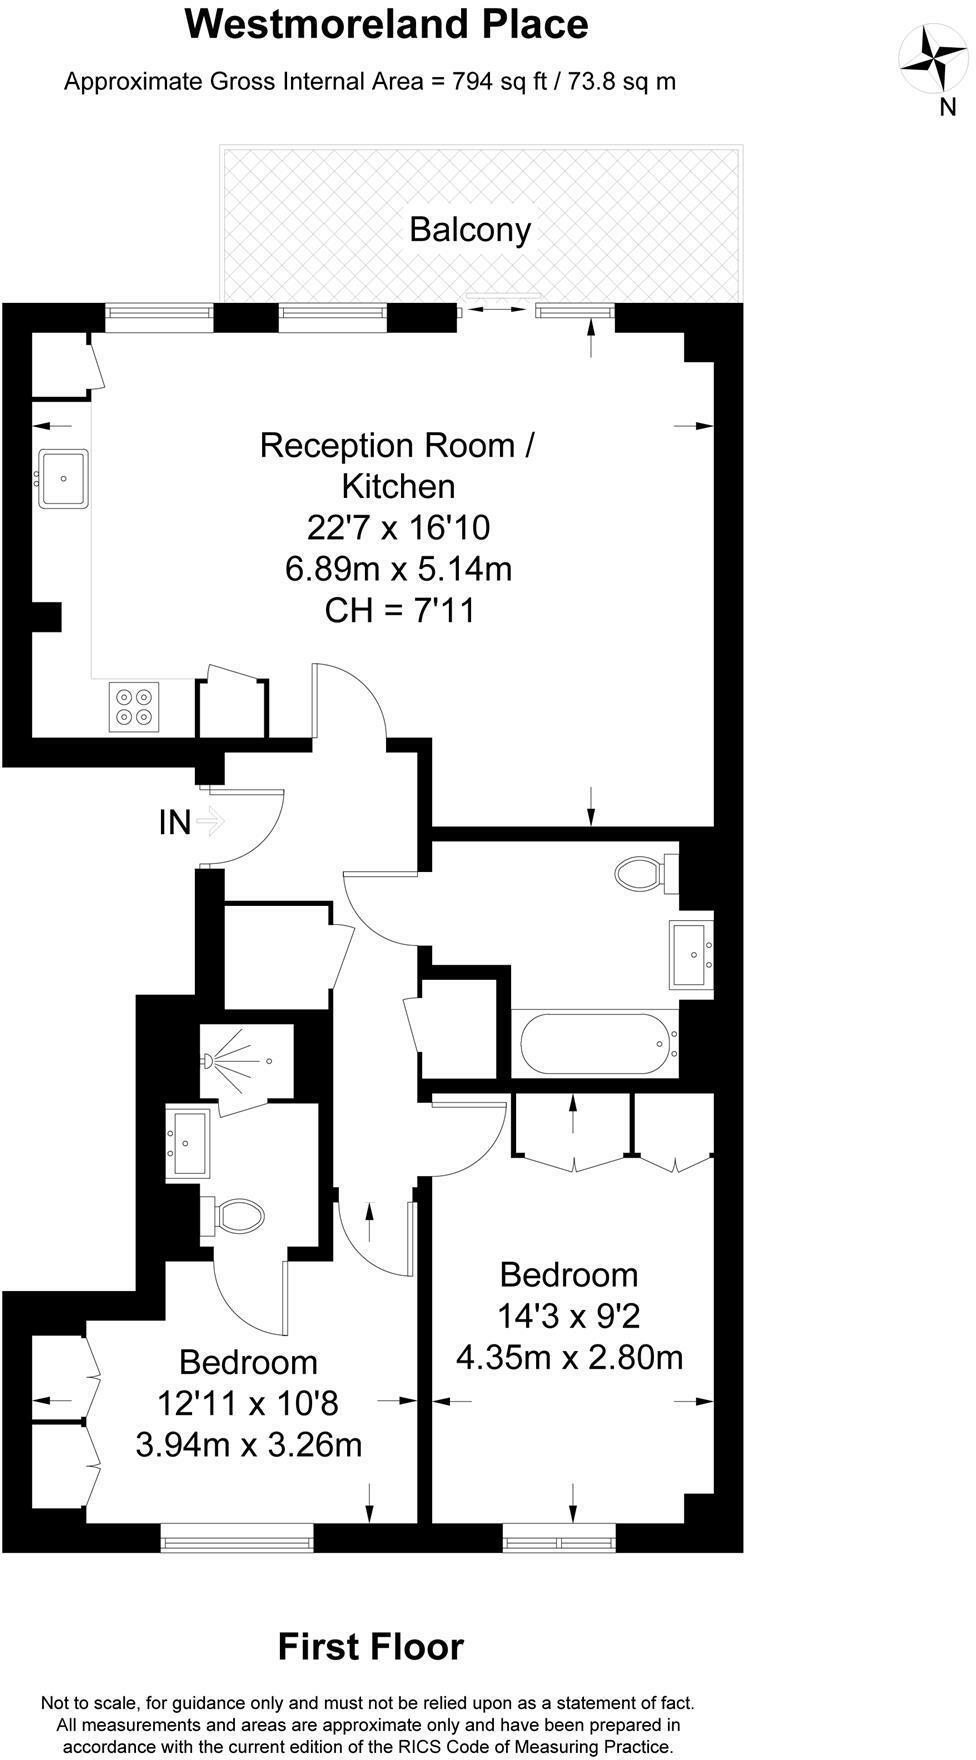 Westmoreland Place
Approximate Gross Internal Area = 794 sq ft / 73.8 sq m
N
Balcony
Reception Room /
Kitchen
22'7 x 16'10
6.89m x 5.14m
CH = 7'11
IN
Bedroom
14'3 x 9'2
4.35m x 2.80m
Bedroom
12'11 x 10'8
3.94m x 3.26m
First Floor
Not to scale, for guidance only and must not be relied upon as a statement of fact.
All measurements and areas are approximate only and have been prepared in
accordance with the current edition of the RICS Code of Measuring Practice.